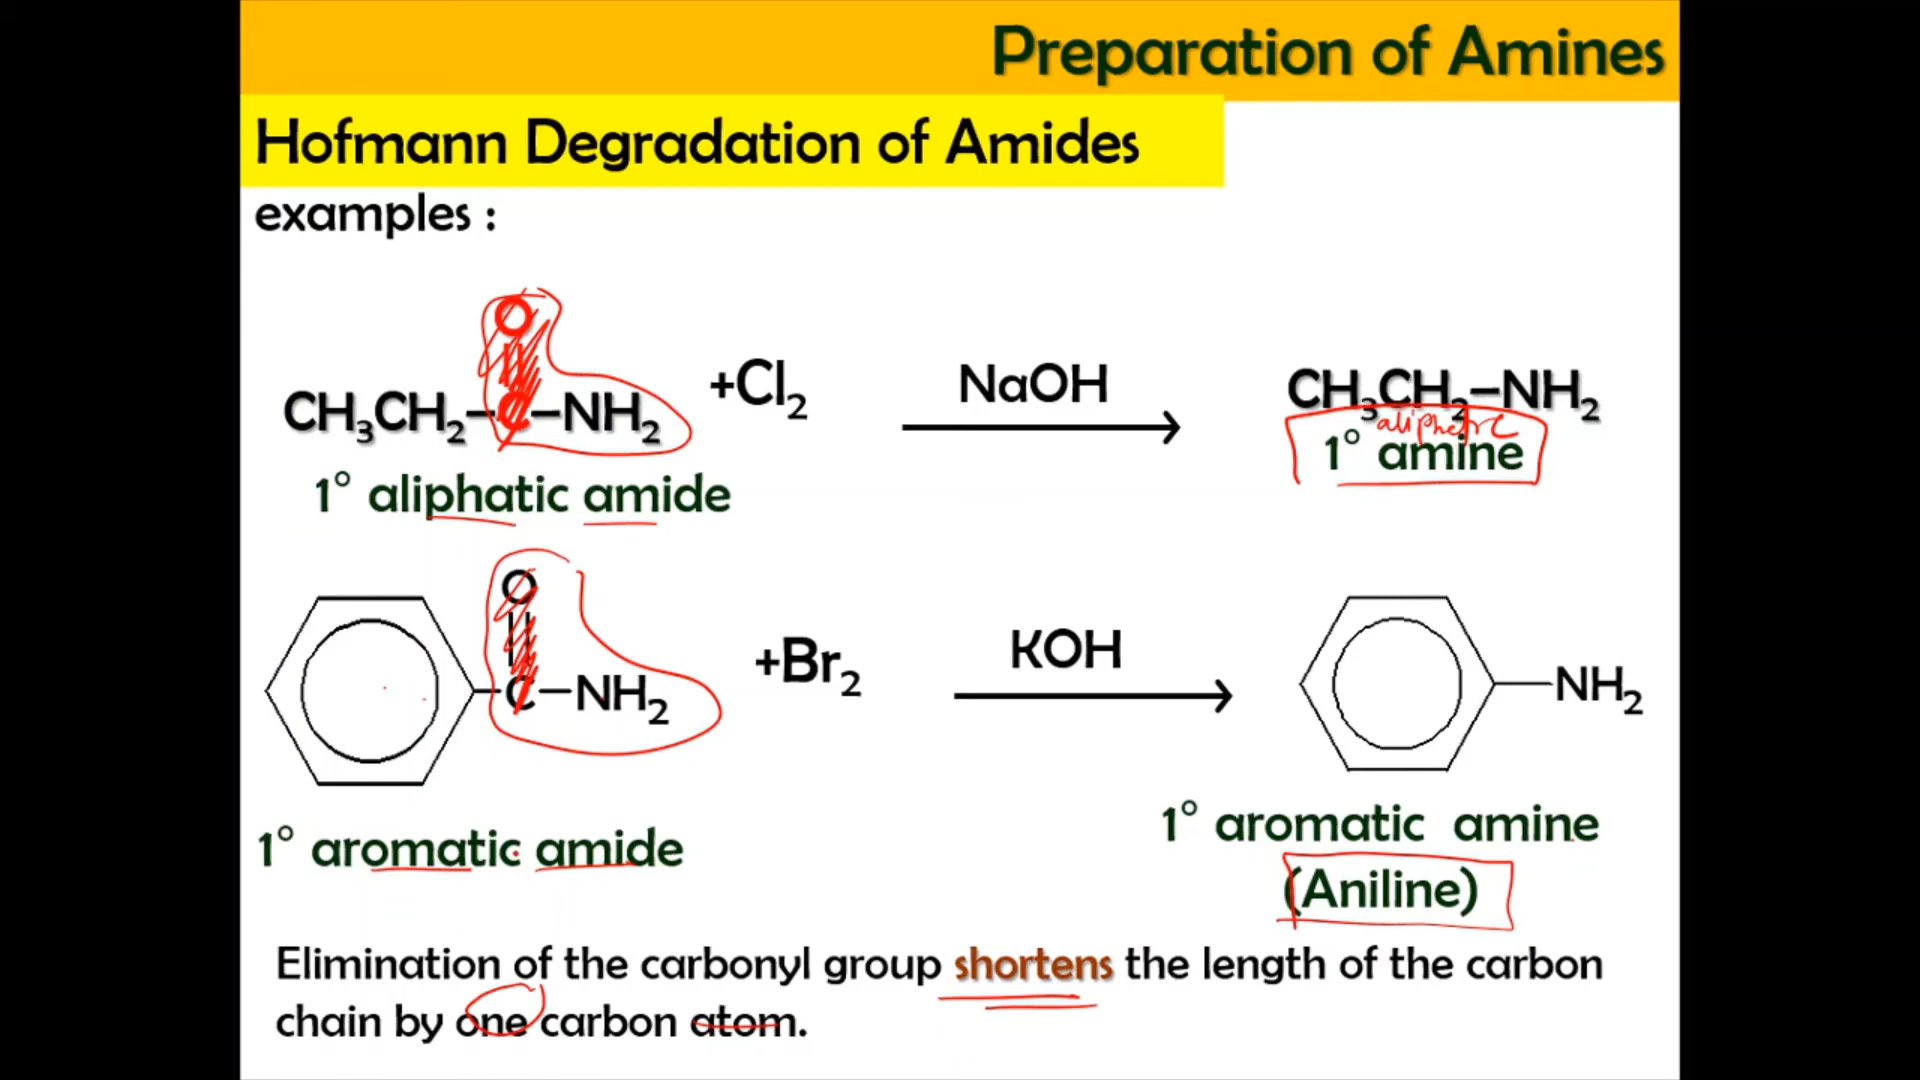 Preparation of Amines
Hofmann Degradation of Amides
examples :
O
CH₃CH₂–C–NH₂ +Cl₂ NaOH CH₃CH₂–NH₂
aliphatic
1° amine
1° aliphatic amide
O
C–NH₂ +Br₂ KOH NH₂
1° aromatic amide
1° aromatic amine
(Aniline)
Elimination of the carbonyl group shortens the length of the carbon
chain by one carbon atom.